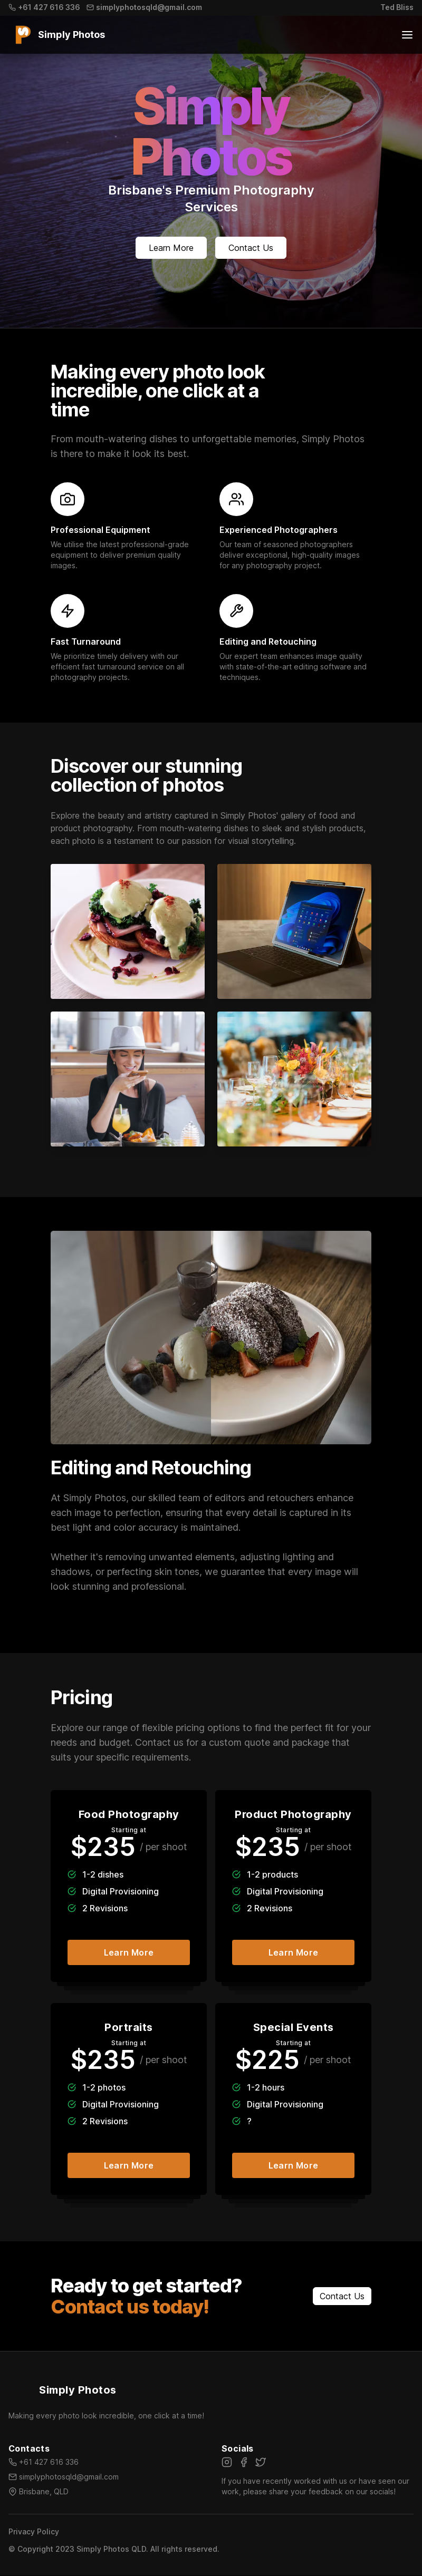 +61 427 616 336 simplyphotosqld@gmail.com Ted Bliss
Simply Photos
Simply
Photos
Brisbane's Premium Photography
Services
Learn More Contact Us
Making every photo look
incredible, one click at a
time
From mouth-watering dishes to unforgettable memories, Simply Photos
is there to make it look its best.
Professional Equipment
We utilise the latest professional-grade
equipment to deliver premium quality
images.
Experienced Photographers
Our team of seasoned photographers
deliver exceptional, high-quality images
for any photography project.
Fast Turnaround
We prioritize timely delivery with our
efficient fast turnaround service on all
photography projects.
Editing and Retouching
Our expert team enhances image quality
with state-of-the-art editing software and
techniques.
Discover our stunning
collection of photos
Explore the beauty and artistry captured in Simply Photos' gallery of food and
product photography. From mouth-watering dishes to sleek and stylish products,
each photo is a testament to our passion for visual storytelling.
Editing and Retouching
At Simply Photos, our skilled team of editors and retouchers enhance
each image to perfection, ensuring that every detail is captured in its
best light and color accuracy is maintained.
Whether it's removing unwanted elements, adjusting lighting and
shadows, or perfecting skin tones, we guarantee that every image will
look stunning and professional.
Pricing
Explore our range of flexible pricing options to find the perfect fit for your
needs and budget. Contact us for a custom quote and package that
suits your specific requirements.
Food Photography
Starting at
$235 / per shoot
1-2 dishes
Digital Provisioning
2 Revisions
Learn More
Product Photography
Starting at
$235 / per shoot
1-2 products
Digital Provisioning
2 Revisions
Learn More
Portraits
Starting at
$235 / per shoot
1-2 photos
Digital Provisioning
2 Revisions
Learn More
Special Events
Starting at
$225 / per shoot
1-2 hours
Digital Provisioning
?
Learn More
Ready to get started?
Contact us today!
Contact Us
Simply Photos
Making every photo look incredible, one click at a time!
Contacts
+61 427 616 336
simplyphotosqld@gmail.com
Brisbane, QLD
Socials
If you have recently worked with us or have seen our
work, please share your feedback on our socials!
Privacy Policy
© Copyright 2023 Simply Photos QLD. All rights reserved.